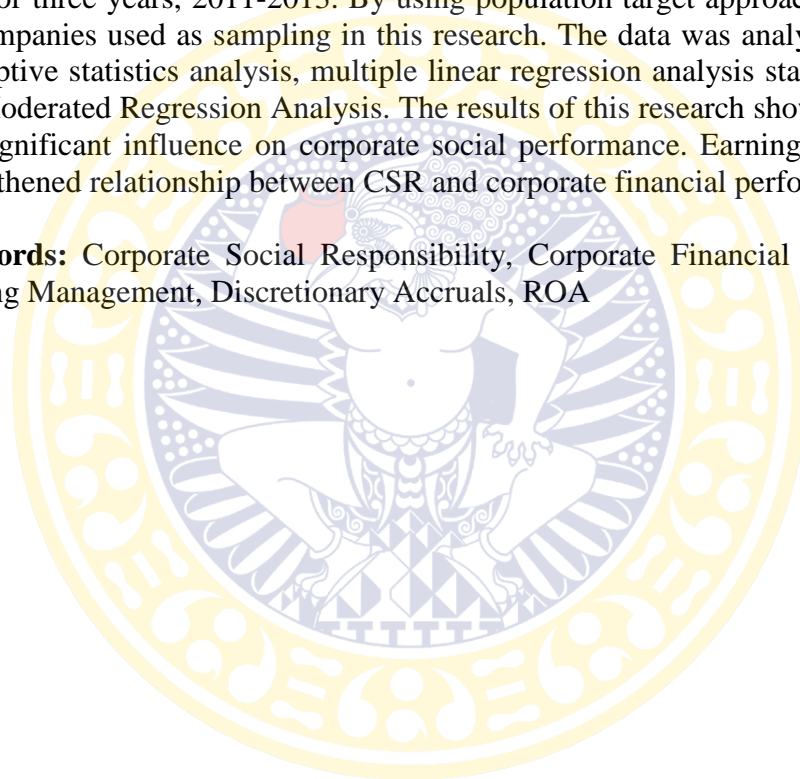 or three years, 2011-2013. By using population target approac
mpanies used as sampling in this research. The data was analy
ptive statistics analysis, multiple linear regression analysis sta
oderated Regression Analysis. The results of this research show
gnificant influence on corporate social performance. Earning
thened relationship between CSR and corporate financial perfo
ords: Corporate Social Responsibility, Corporate Financial
ng Management, Discretionary Accruals, ROA